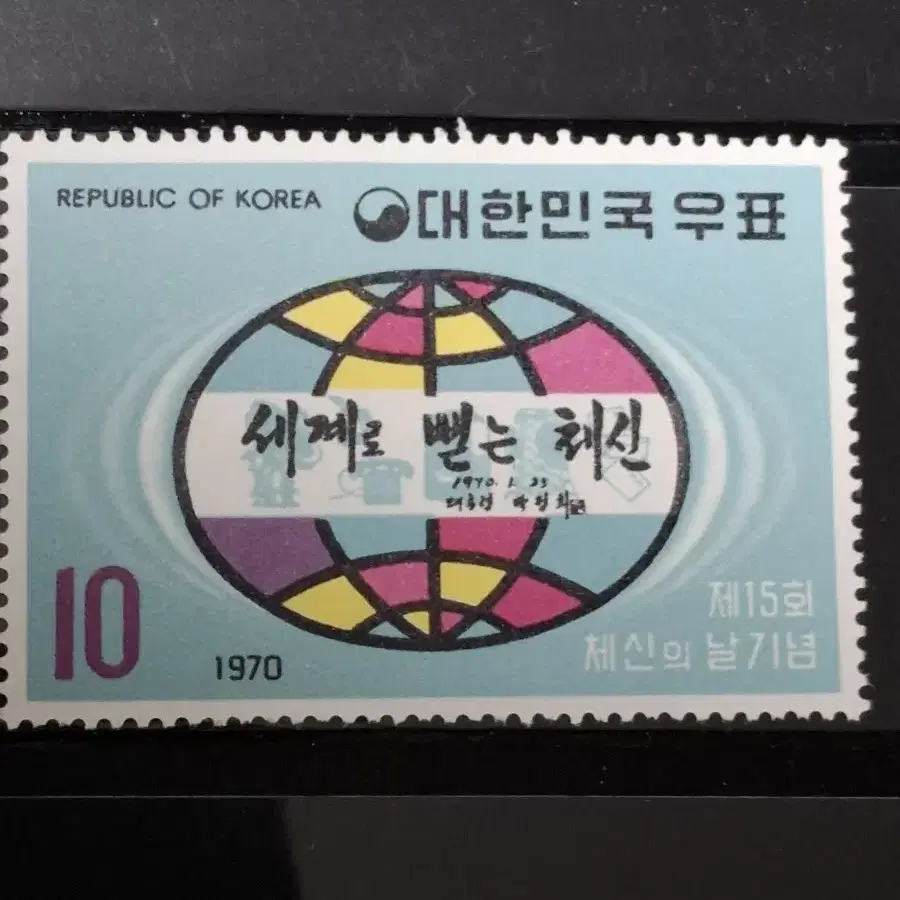 REPUBLIC OF KOREA
대한민국우표
세계로 뻗는 체신
1970. 1. 23
대통령 박정희
10
1970
제15회
체신의 날 기념